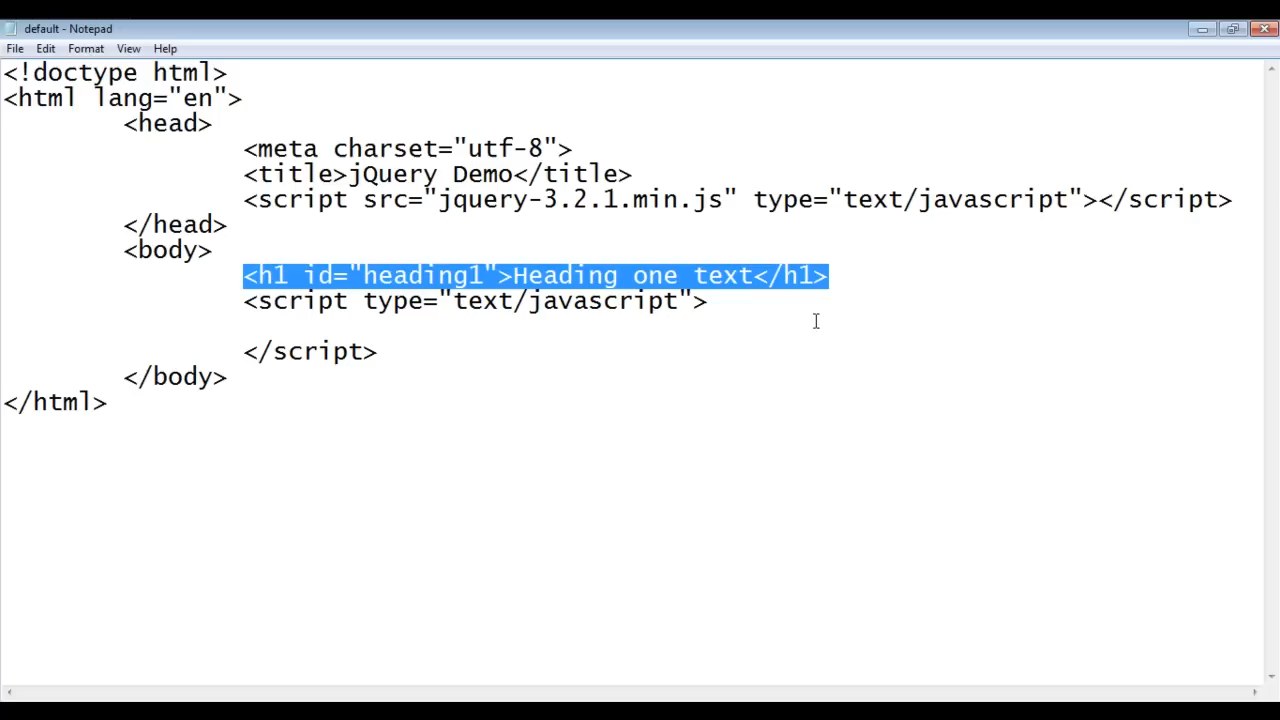 default - Notepad
File Edit Format View Help
<!doctype html>
<html lang="en">
<head>
<meta charset="utf-8">
<title>jQuery Demo</title>
<script src="jquery-3.2.1.min.js" type="text/javascript"></script>
</head>
<body>
<h1 id="heading1">Heading one text</h1>
<script type="text/javascript">
</script>
</body>
</html>